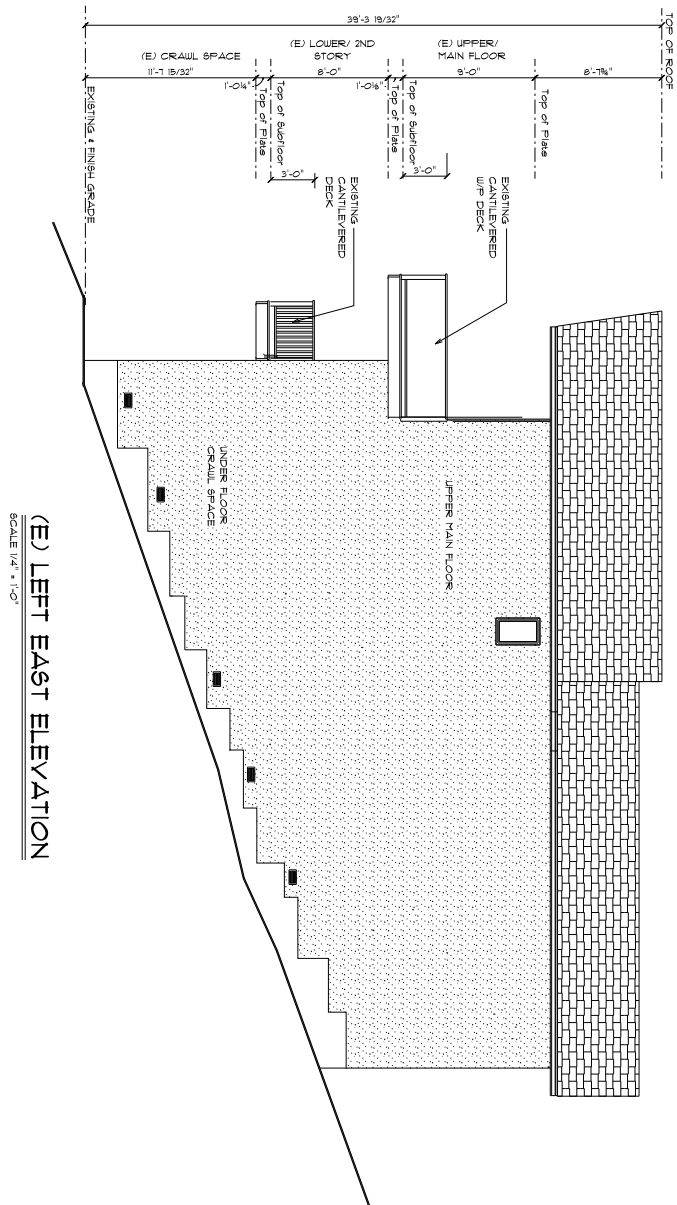 39'-3 19/32"
TOP OF ROOF
(E) CRAWL SPACE
11'-7 15/32"
1'-0¼"
(E) LOWER/ 2ND
STORY
8'-0"
1'-0⅛"
(E) UPPER/
MAIN FLOOR
9'-0"
8'-7¾"
EXISTING & FINISH GRADE
Top of Plate
Top of Subfloor
Top of Plate
Top of Subfloor
Top of Plate
3'-0"
3'-0"
EXISTING
CANTILEVERED
DECK
EXISTING
CANTILEVERED
W/P DECK
UNDER FLOOR
CRAWL SPACE
UPPER MAIN FLOOR
(E) LEFT EAST ELEVATION
SCALE 1/4" = 1'-0"